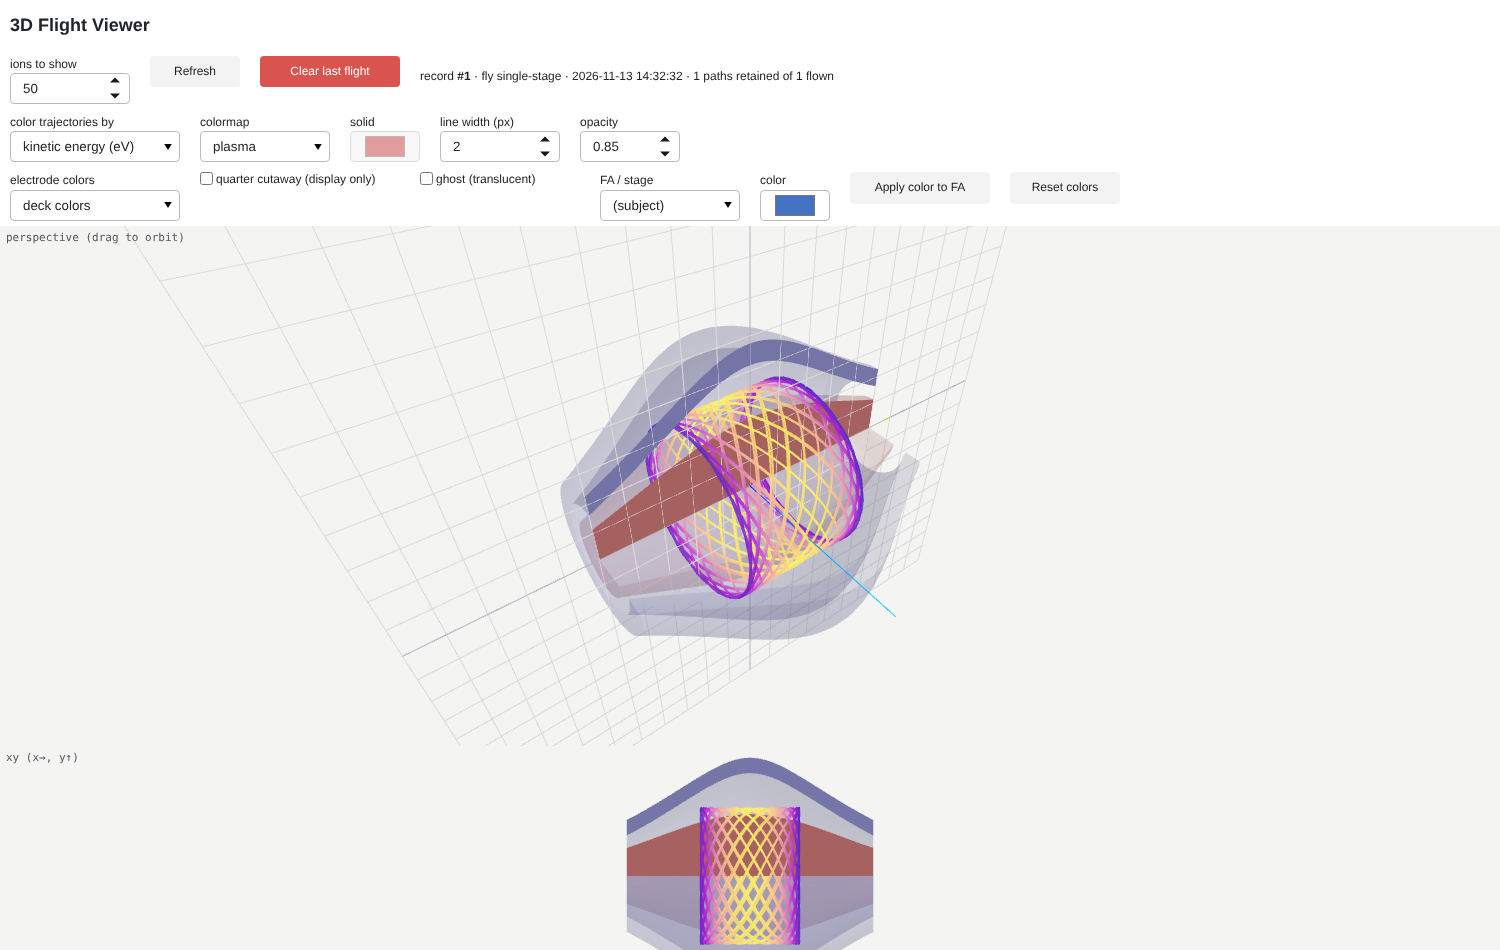 3D Flight Viewer
ions to show
50
Refresh
Clear last flight
record #1 · fly single-stage · 2026-11-13 14:32:32 · 1 paths retained of 1 flown
color trajectories by
colormap
solid
line width (px)
opacity
kinetic energy (eV)
plasma
2
0.85
electrode colors
quarter cutaway (display only)
ghost (translucent)
FA / stage
color
deck colors
(subject)
Apply color to FA
Reset colors
perspective (drag to orbit)
xy (x→, y↑)